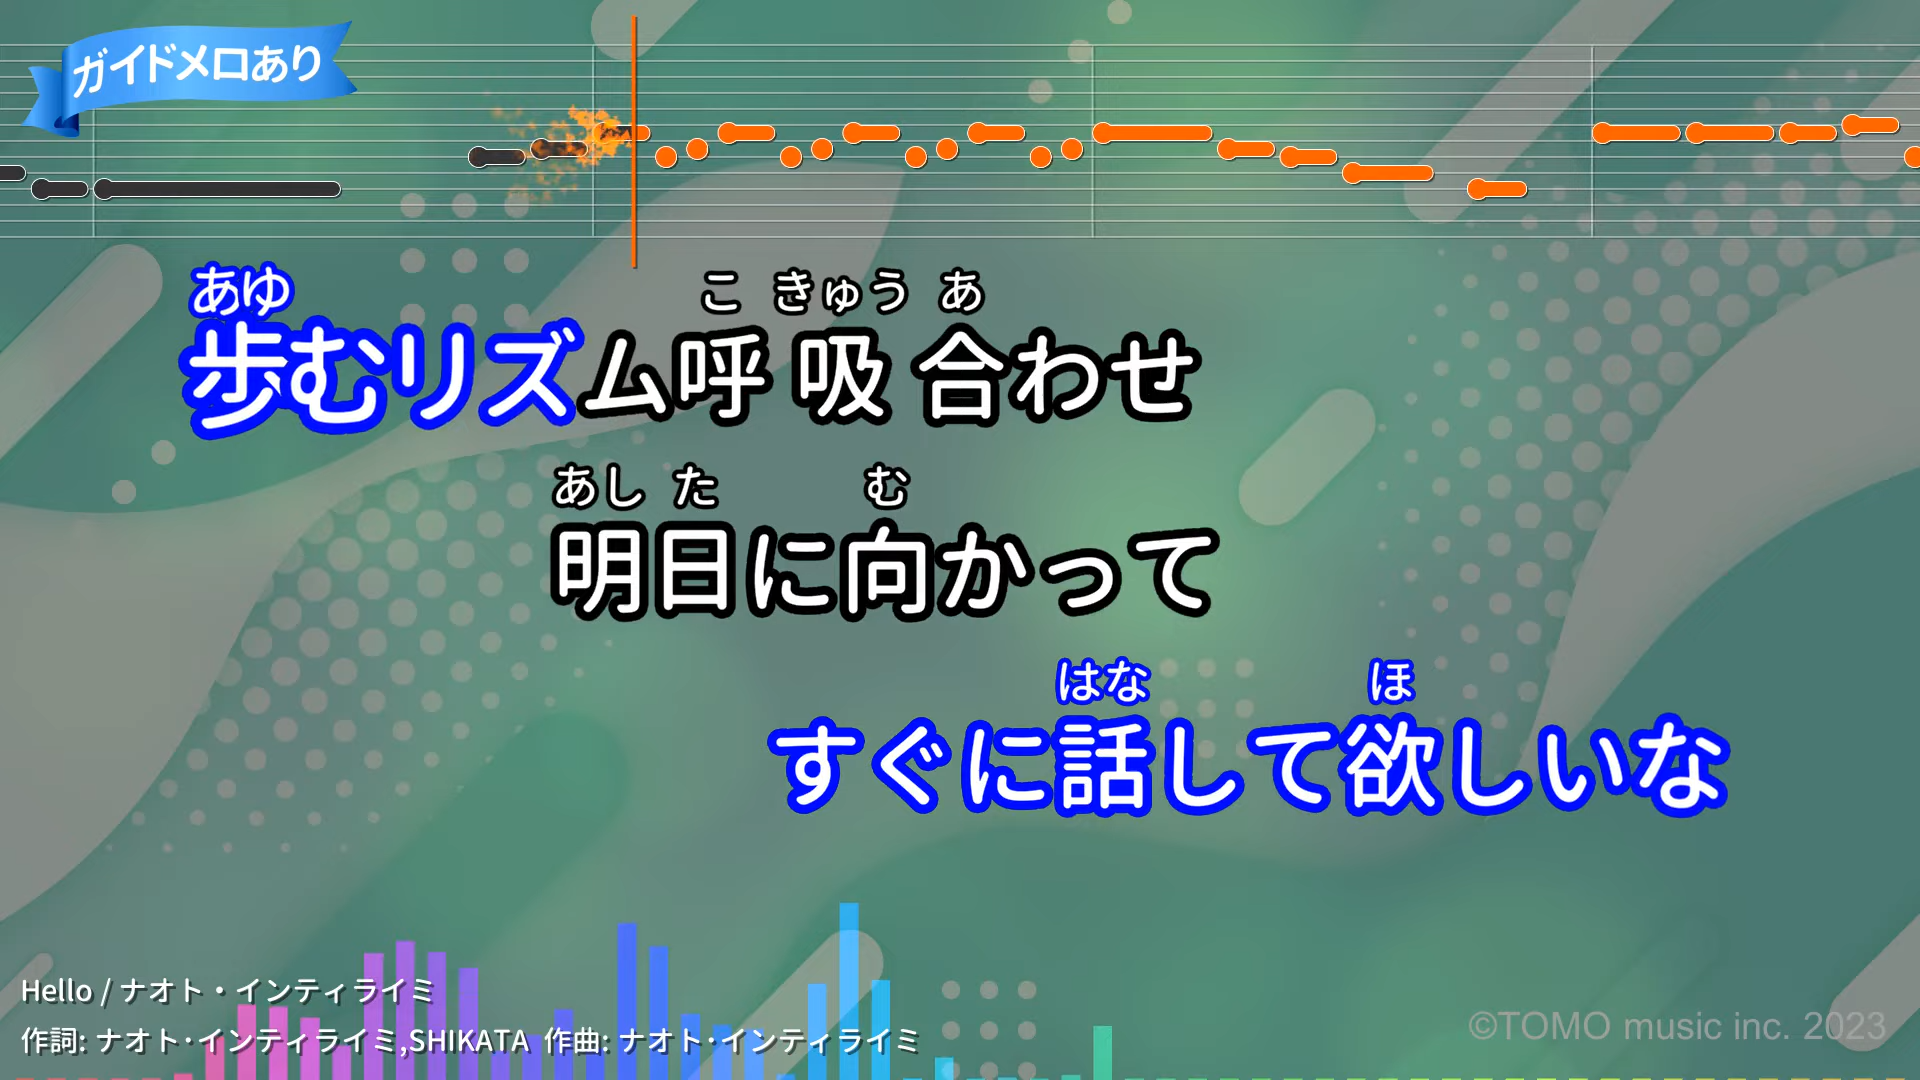 ガイドメロあり
あゆ こ きゅう あ
歩むリズム呼吸合わせ
あし た む
明日に向かって
はな ほ
すぐに話して欲しいな
Hello / ナオト・インティライミ
作詞: ナオト･インティライミ,SHIKATA 作曲: ナオト･インティライミ
©TOMO music inc. 2023